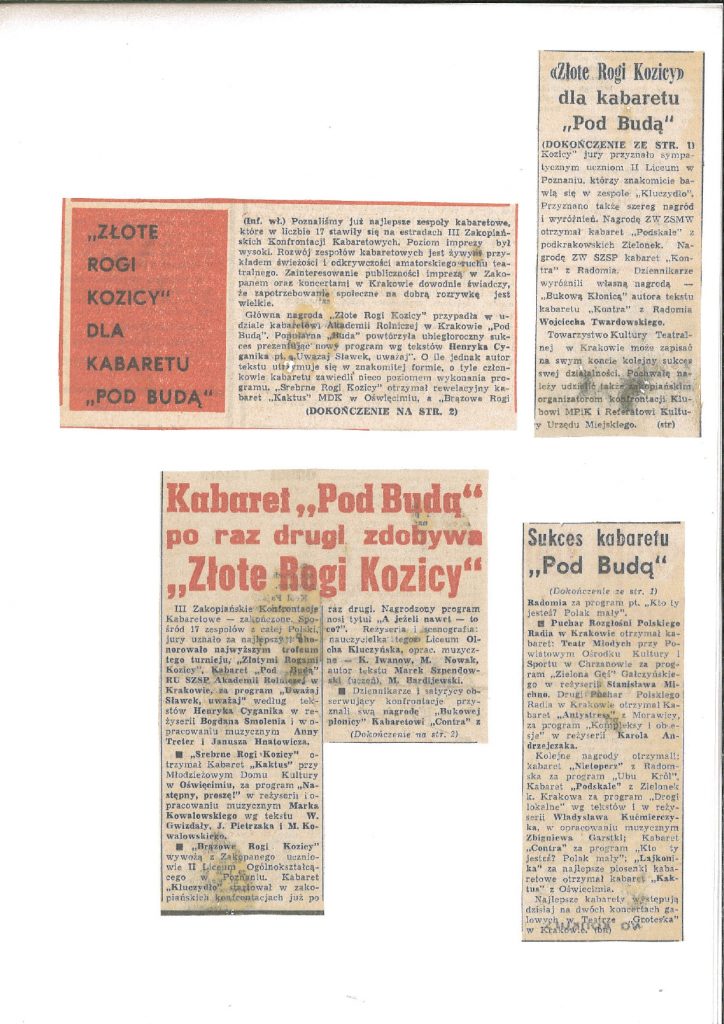 „ZŁOTE
ROGI
KOZICY"
DLA
KABARETU
„POD BUDĄ"
(Inf. wł.) Poznaliśmy już najlepsze zespoły kabaretowe,
które w liczbie 17 stawiły się na estradach III Zakopiań-
skich Konfrontacji Kabaretowych. Poziom imprezy był
wysoki. Rozwój zespołów kabaretowych jest żywym przy-
kładem świeżości i odkrywczości amatorskiego ruchu tea-
tralnego. Zainteresowanie publiczności imprezą w Zako-
panem oraz koncertami w Krakowie dowodnie świadczy,
że zapotrzebowanie społeczne na dobrą rozrywkę jest
wielkie.
Główna nagroda „Złote Rogi Kozicy" przypadła w u-
dziale kabaretowi Akademii Rolniczej w Krakowie „Pod
Budą". Popularna „Buda" powtórzyła ubiegłoroczny suk-
ces prezentując nowy program wg tekstów Henryka Cy-
ganika pt. „Uważaj Sławek, uważaj". O ile jednak autor
tekstu utrzymuje się w znakomitej formie, o tyle człon-
kowie kabaretu zawiedli nieco poziomem wykonania pro-
gramu. „Srebrne Rogi Kozicy" otrzymał rewelacyjny ka-
baret „Kaktus" MDK w Oświęcimiu, a „Brązowe Rogi
(DOKOŃCZENIE NA STR. 2)
«Złote Rogi Kozicy»
dla kabaretu
„Pod Budą"
(DOKOŃCZENIE ZE STR. 1)
Kozicy" jury przyznało sympa-
tycznym uczniom II Liceum w
Poznaniu, którzy znakomicie ba-
wią się w zespole „Kluczydło".
Przyznano także szereg nagród
i wyróżnień. Nagrodę ZW ZSMW
otrzymał kabaret „Podskale" z
podkrakowskich Zielonek. Na-
grodę ZW SZSP kabaret „Kon-
tra" z Radomia. Dziennikarze
wyróżnili własną nagrodą —
„Bukową Kłonicą" autora tekstu
kabaretu „Kontra" z Radomia
Wojciecha Twardowskiego.
Towarzystwo Kultury Teatral-
nej w Krakowie może zapisać
na swym koncie kolejny sukces
swej działalności. Pochwałę na-
leży udzielić także zakopiańskim
organizatorom konfrontacji Klu-
bowi MPiK i Referatowi Kultu-
ry Urzędu Miejskiego. (str)
Kabaret „Pod Budą"
po raz drugi zdobywa
„Złote Rogi Kozicy"
III Zakopiańskie Konfrontacje
Kabaretowe — zakończone. Spo-
śród 17 zespołów z całej Polski,
jury uznało za najlepszy i uho-
norowało najwyższym trofeum
tego turnieju, „Złotymi Rogami
Kozicy", Kabaret „Pod Budą"
RU SZSP Akademii Rolniczej w
Krakowie, za program „Uważaj
Sławek, uważaj" według tek-
stów Henryka Cyganika w re-
żyserii Bogdana Smolenia i w o-
pracowaniu muzycznym Anny
Treter i Janusza Hnatowicza.
■ „Srebrne Rogi Kozicy" o-
trzymał Kabaret „Kaktus" przy
Młodzieżowym Domu Kultury
w Oświęcimiu, za program „Na-
stępny, proszę!" w reżyserii i o-
pracowaniu muzycznym Marka
Kowalowskiego wg tekstu W.
Gwizdały, J. Pietrzaka i M. Ko-
walowskiego.
■ „Brązowe Rogi Kozicy"
wywożą z Zakopanego ucznio-
wie II Liceum Ogólnokształcą-
cego w Poznaniu. Kabaret
„Kluczydło" startował w zako-
piańskich konfrontacjach już po
raz drugi. Nagrodzony program
nosi tytuł „A jeżeli nawet — to
co?". Reżyseria i scenografia:
nauczycielka tegoż Liceum Ol-
cha Kluczyńska, oprac. muzycz-
ne — K. Iwanow, M. Nowak,
autor tekstu Marek Szpendow-
ski (uczeń), M. Bardijewski.
■ Dziennikarze i satyrycy ob-
serwujący konfrontacje przy-
znali swą nagrodę „Bukowej
płonicy" Kabaretowi „Contra" z
(Dokończenie na str. 2)
Sukces kabaretu
„Pod Budą"
(Dokończenie ze str. 1)
Radomia za program pt. „Kto ty
jesteś? Polak mały".
■ Puchar Rozgłośni Polskiego
Radia w Krakowie otrzymał ka-
baret: Teatr Młodych przy Po-
wiatowym Ośrodku Kultury i
Sportu w Chrzanowie za pro-
gram „Zielona Gęś" Gałczyńskie-
go w reżyserii Stanisława Mi-
chno. Drugi Puchar Polskiego
Radia w Krakowie otrzymał Ka-
baret „Antystress" z Morawicy,
za program „Kompleksy i obse-
sje" w reżyserii Karola An-
drzejczaka.
Kolejne nagrody otrzymali:
kabaret „Nietoperz" z Radom-
ska za program „Ubu Król",
Kabaret „Podskale" z Zielonek
k. Krakowa za program „Drogi
lokalne" wg tekstów i w reży-
serii Władysława Kućmierczy-
ka, w opracowaniu muzycznym
Zbigniewa Garstki; Kabaret
„Contra" za program „Kto ty
jesteś? Polak mały"; „Lajkoni-
ka" za najlepsze piosenki kaba-
retowe otrzymał kabaret „Kak-
tus" z Oświęcimia.
Najlepsze kabarety występują
dzisiaj na dwóch koncertach ga-
lowych w Teatrze „Groteska"
w Krakowie. (bn)